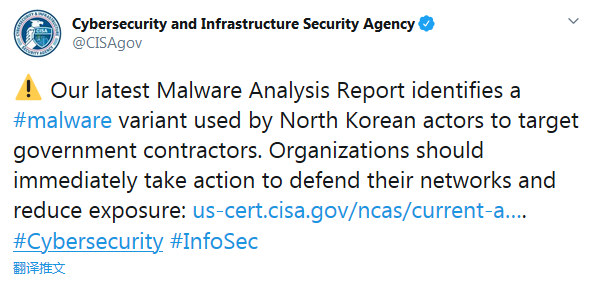 Cybersecurity and Infrastructure Security Agency
@CISAgov
Our latest Malware Analysis Report identifies a
#malware variant used by North Korean actors to target
government contractors. Organizations should
immediately take action to defend their networks and
reduce exposure: us-cert.cisa.gov/ncas/current-a….
#Cybersecurity #InfoSec
翻译推文